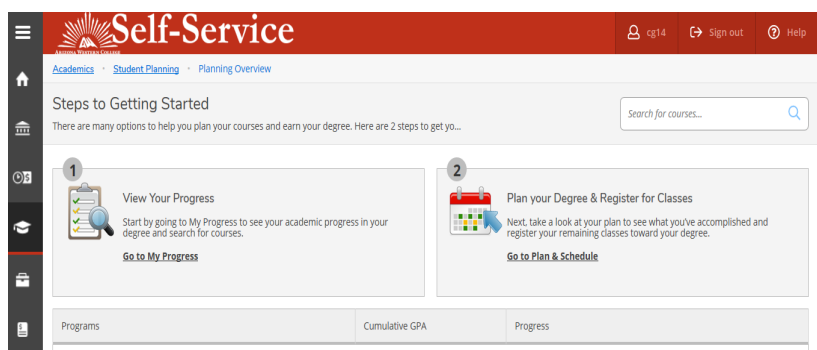 Self-Service
ARIZONA WESTERN COLLEGE
cg14
Sign out
Help
Academics · Student Planning · Planning Overview
Steps to Getting Started
There are many options to help you plan your courses and earn your degree. Here are 2 steps to get yo...
Search for courses...
1
View Your Progress
Start by going to My Progress to see your academic progress in your
degree and search for courses.
Go to My Progress
2
Plan your Degree & Register for Classes
Next, take a look at your plan to see what you've accomplished and
register your remaining classes toward your degree.
Go to Plan & Schedule
Programs
Cumulative GPA
Progress